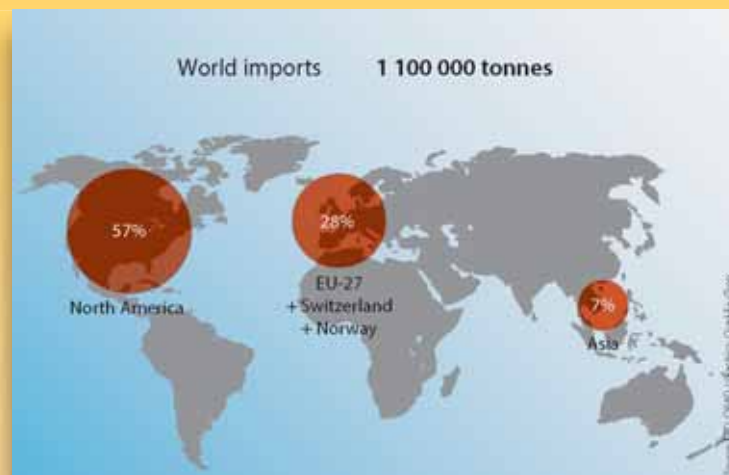 World imports 1 100 000 tonnes
57%
North America
28%
EU-27
+ Switzerland
+ Norway
7%
Asia